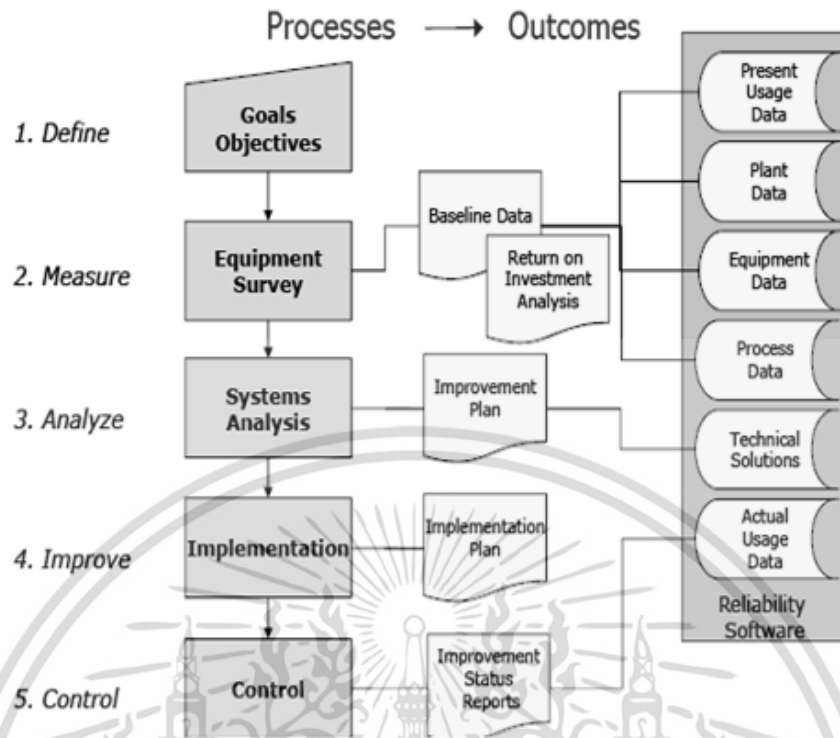 Processes → Outcomes
1. Define
Goals
Objectives
2. Measure
Equipment
Survey
Baseline Data
Return on
Investment
Analysis
3. Analyze
Systems
Analysis
Improvement
Plan
4. Improve
Implementation
Implementation
Plan
5. Control
Control
Improvement
Status
Reports
Present
Usage
Data
Plant
Data
Equipment
Data
Process
Data
Technical
Solutions
Actual
Usage
Data
Reliability
Software